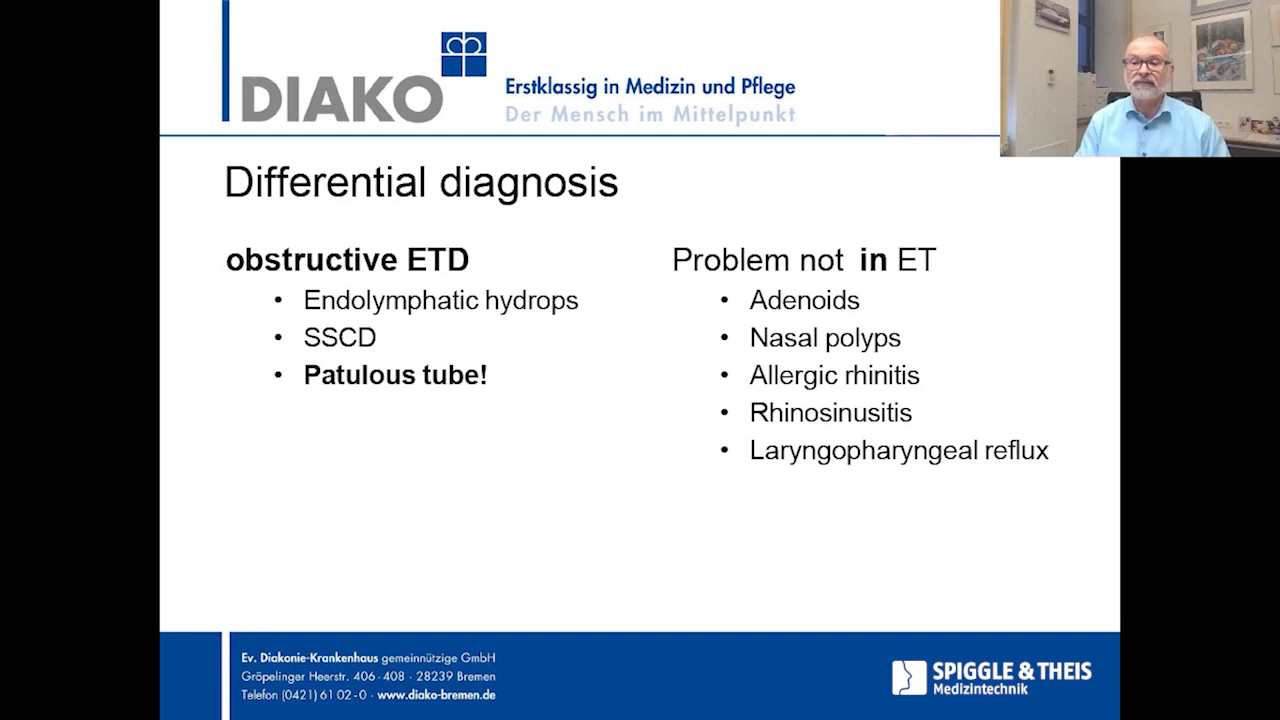 DIAKO
Erstklassig in Medizin und Pflege
Der Mensch im Mittelpunkt
Differential diagnosis
obstructive ETD
• Endolymphatic hydrops
• SSCD
• Patulous tube!
Problem not in ET
• Adenoids
• Nasal polyps
• Allergic rhinitis
• Rhinosinusitis
• Laryngopharyngeal reflux
Ev. Diakonie-Krankenhaus gemeinnützige GmbH
Gröpelinger Heerstr. 406 - 408 · 28239 Bremen
Telefon (0421) 61 02 - 0 · www.diako-bremen.de
SPIGGLE & THEIS
Medizintechnik